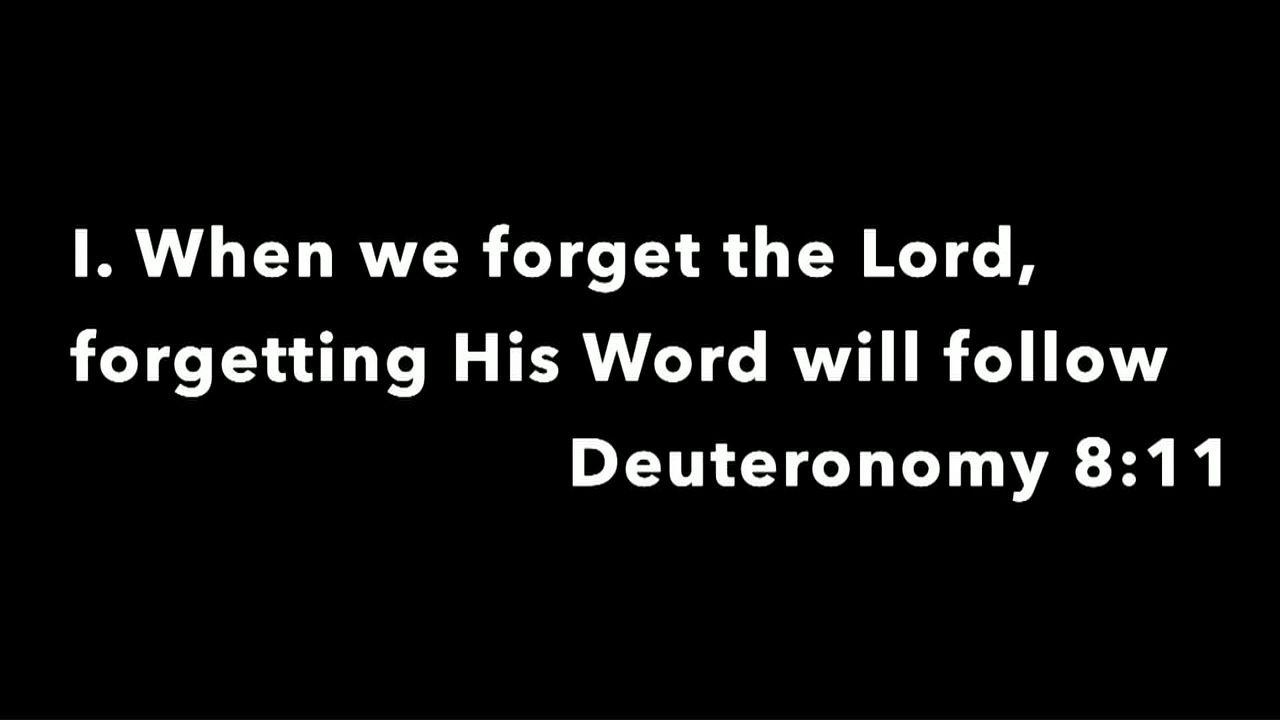 I. When we forget the Lord,
forgetting His Word will follow
Deuteronomy 8:11